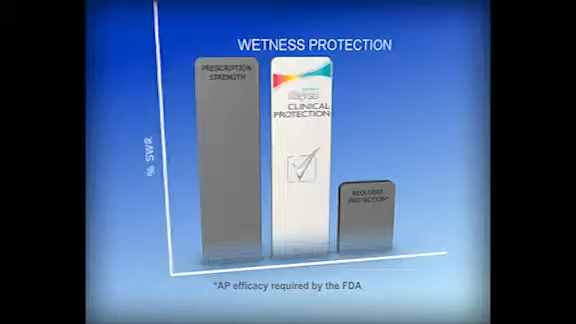 WETNESS PROTECTION
PRESCRIPTION
STRENGTH
CLINICAL
PROTECTION
REQUIRED
PROTECTION*
% SWR
*AP efficacy required by the FDA